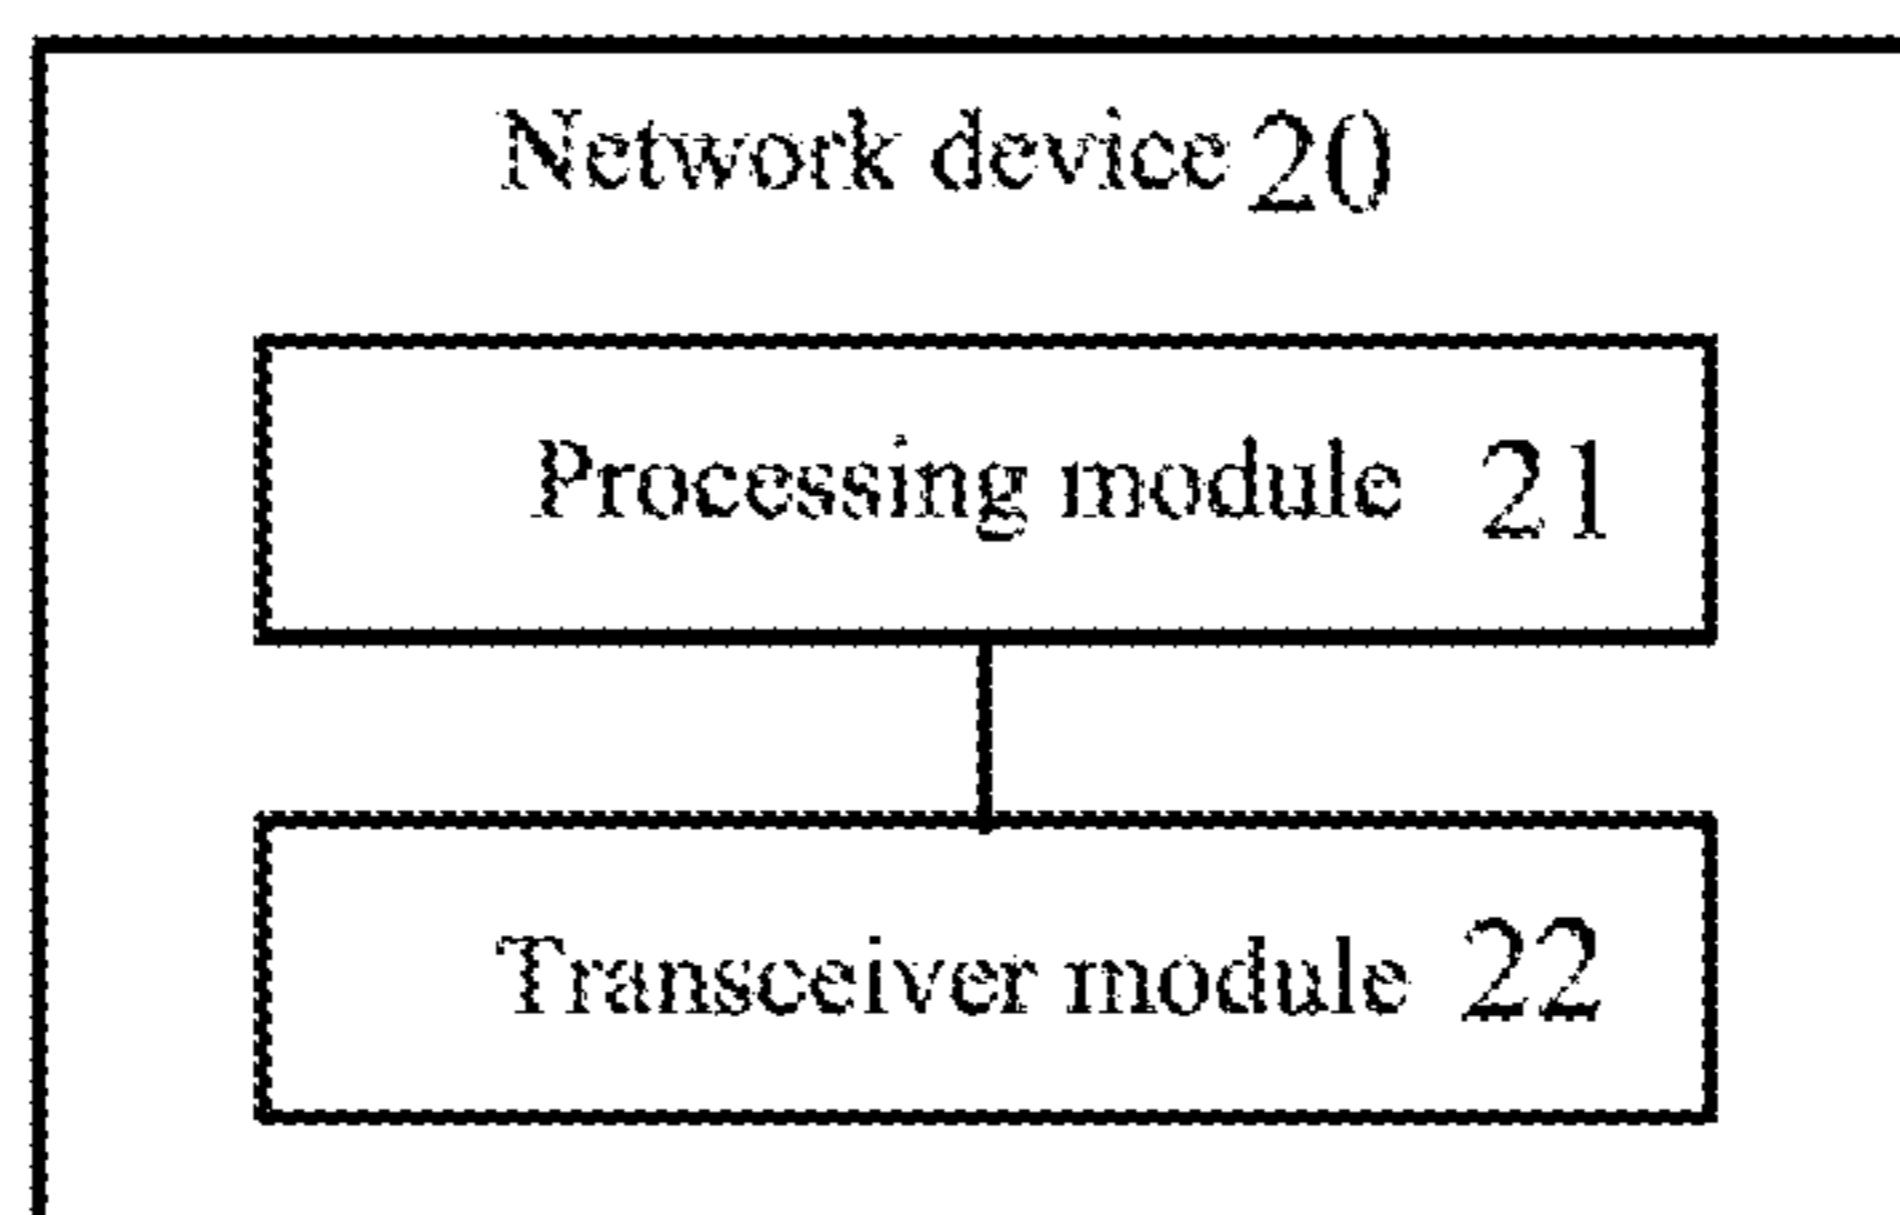 Network device 20
Processing module 21
Transceiver module 22